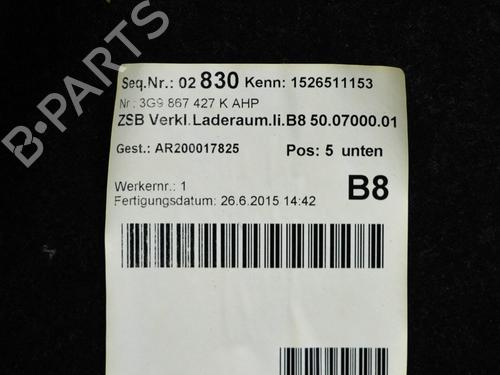 B-PARTS
Seq.Nr.: 02 830 Kenn: 1526511153
Nr.: 3G9 867 427 K AHP
ZSB Verkl.Laderaum.li.B8 50.07000.01
Gest.: AR200017825 Pos: 5 unten
Werkernr.: 1 B8
Fertigungsdatum: 26.6.2015 14:42
B8